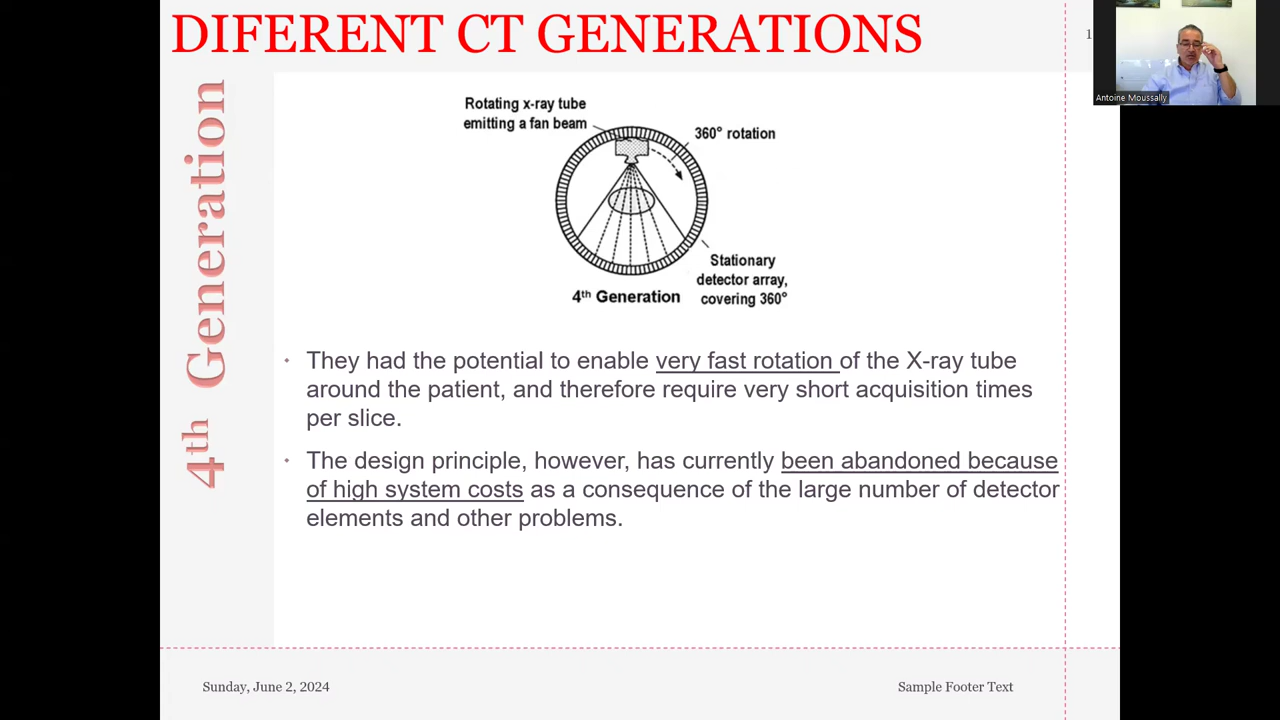 DIFERENT CT GENERATIONS
1
Antoine Moussally
4th Generation
Rotating x-ray tube
emitting a fan beam
360° rotation
Stationary
detector array,
covering 360°
4th Generation
They had the potential to enable very fast rotation of the X-ray tube
around the patient, and therefore require very short acquisition times
per slice.
The design principle, however, has currently been abandoned because
of high system costs as a consequence of the large number of detector
elements and other problems.
Sunday, June 2, 2024
Sample Footer Text